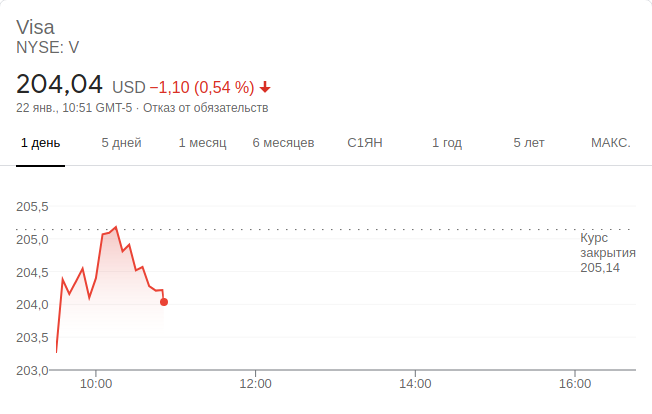 Visa
NYSE: V
204,04 USD −1,10 (0,54 %)
22 янв., 10:51 GMT-5 · Отказ от обязательств
1 день 5 дней 1 месяц 6 месяцев С1ЯН 1 год 5 лет МАКС.
205,5
205,0
204,5
204,0
203,5
203,0
Курс
закрытия
205,14
10:00 12:00 14:00 16:00